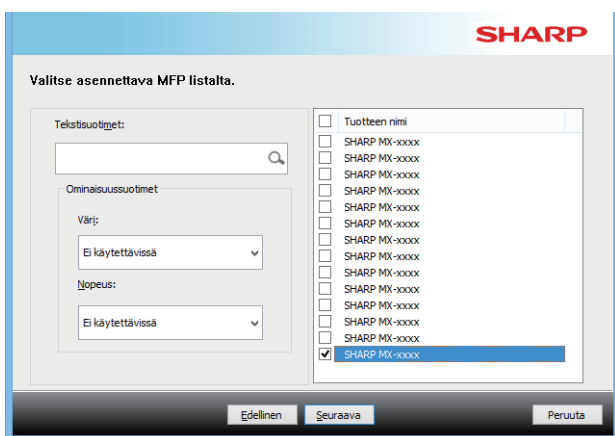 SHARP
Valitse asennettava MFP listalta.
Tekstisuotimet:
Ominaisuussuotimet
Väri:
Ei käytettävissä
Nopeus:
Ei käytettävissä
Tuotteen nimi
SHARP MX-xxxx
SHARP MX-xxxx
SHARP MX-xxxx
SHARP MX-xxxx
SHARP MX-xxxx
SHARP MX-xxxx
SHARP MX-xxxx
SHARP MX-xxxx
SHARP MX-xxxx
SHARP MX-xxxx
SHARP MX-xxxx
SHARP MX-xxxx
SHARP MX-xxxx
SHARP MX-xxxx
Edellinen
Seuraava
Peruuta